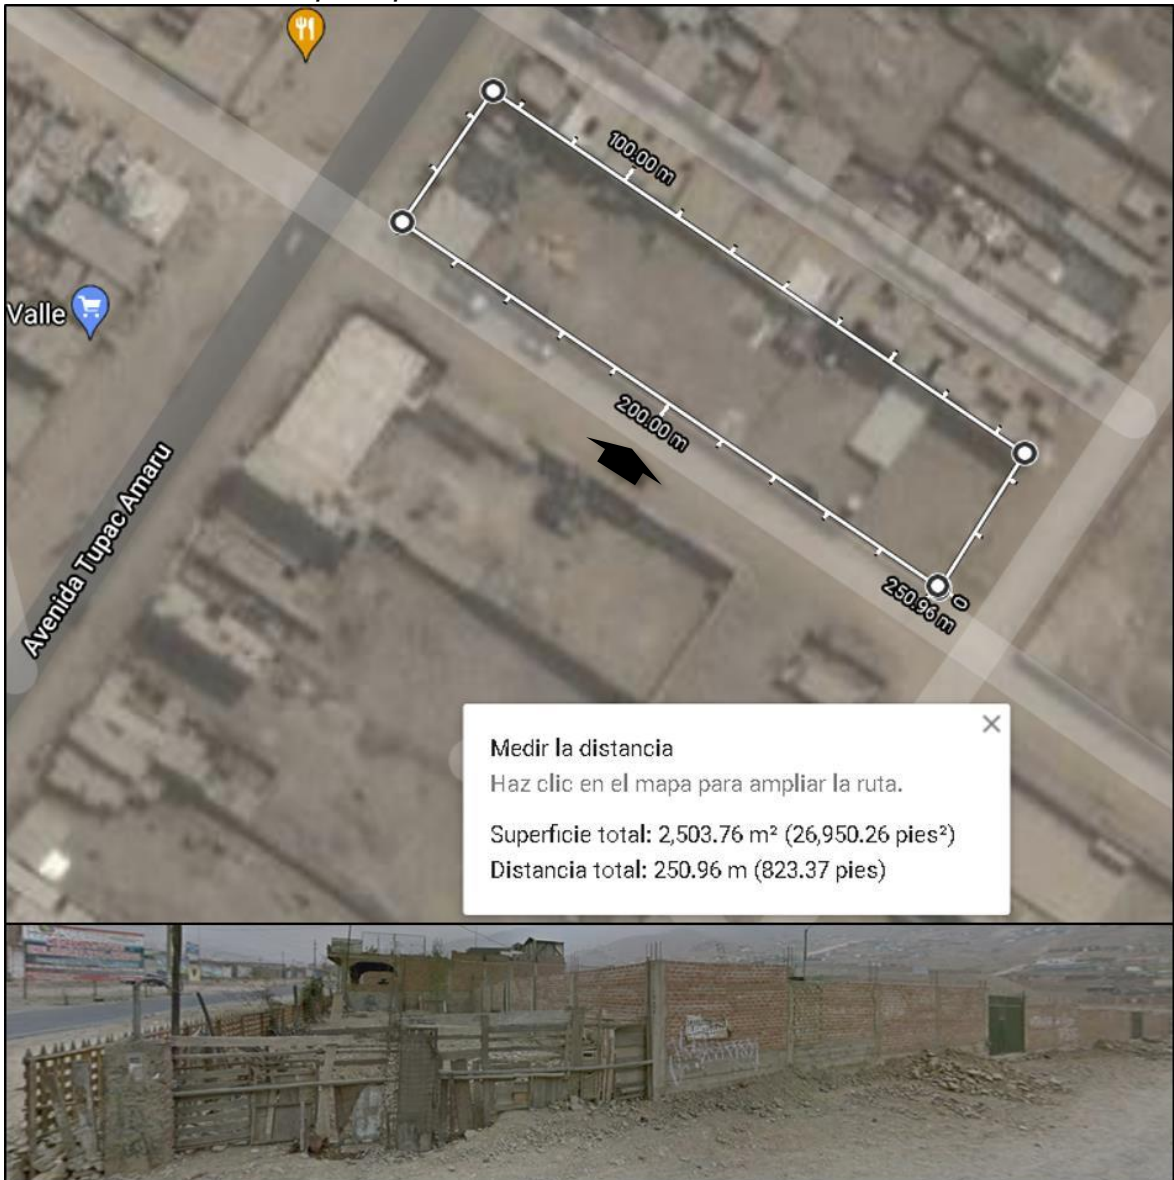 100.00 m
Valle
200.00 m
Avenida Tupac Amaru
250.96 m
0
Medir la distancia
Haz clic en el mapa para ampliar la ruta.
Superficie total: 2,503.76 m² (26,950.26 pies²)
Distancia total: 250.96 m (823.37 pies)